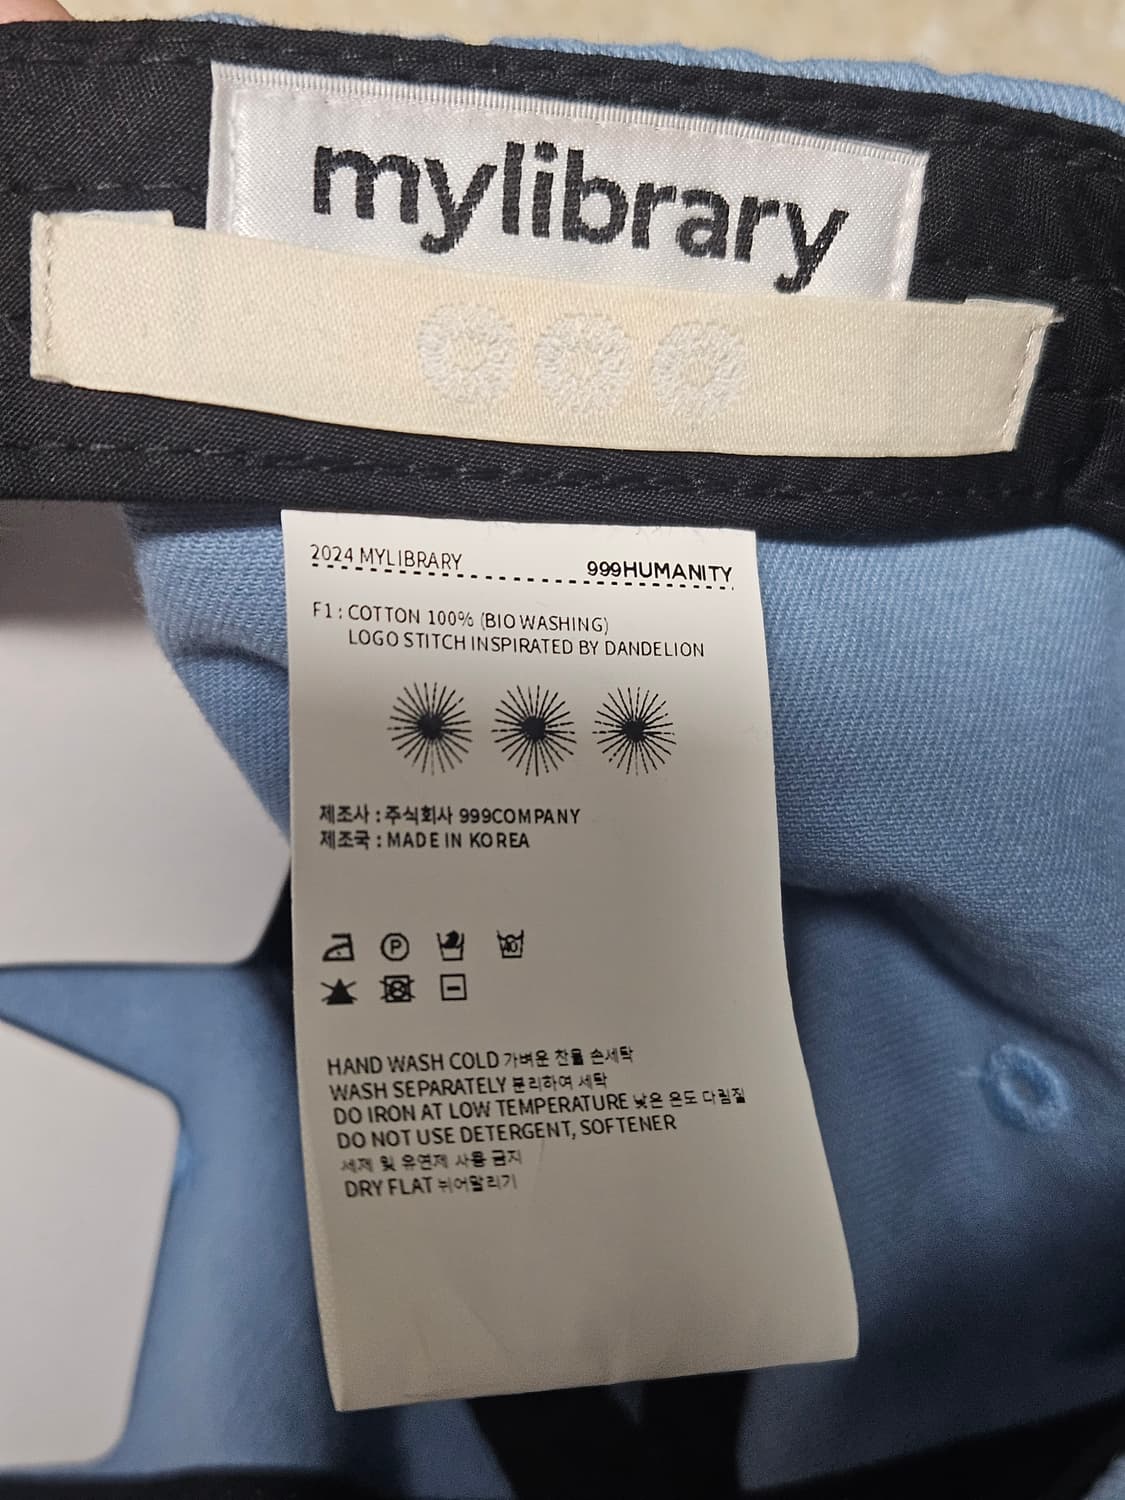 mylibrary
2024 MYLIBRARY 999HUMANITY
F1 : COTTON 100% (BIO WASHING)
LOGO STITCH INSPIRATED BY DANDELION
제조사 : 주식회사 999COMPANY
제조국 : MADE IN KOREA
P
40
HAND WASH COLD 가벼운 찬물 손세탁
WASH SEPARATELY 분리하여 세탁
DO IRON AT LOW TEMPERATURE 낮은 온도 다림질
DO NOT USE DETERGENT, SOFTENER
세제 및 유연제 사용 금지
DRY FLAT 뉘어말리기